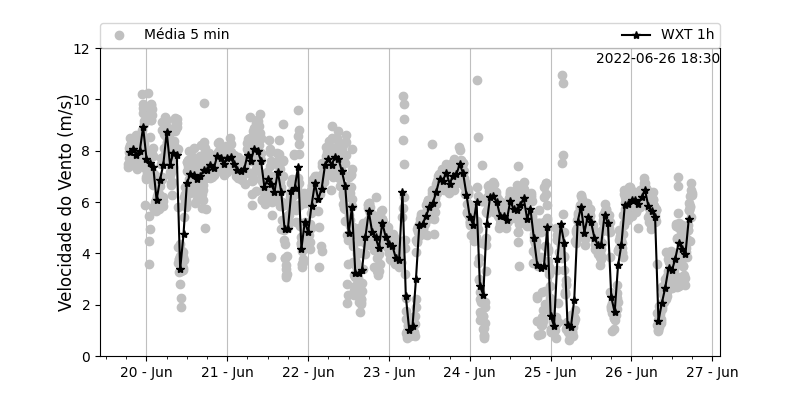 Média 5 min
WXT 1h
2022-06-26 18:30
Velocidade do Vento (m/s)
12
10
8
6
4
2
0
20 - Jun
21 - Jun
22 - Jun
23 - Jun
24 - Jun
25 - Jun
26 - Jun
27 - Jun